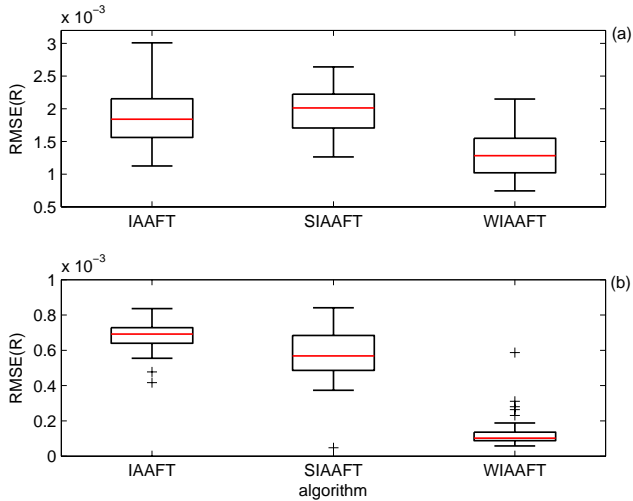 x 10⁻³
(a)
3
2.5
2
1.5
1
0.5
RMSE(R)
IAAFT SIAAFT WIAAFT
x 10⁻³
(b)
1
0.8
0.6
0.4
0.2
0
RMSE(R)
IAAFT SIAAFT WIAAFT
algorithm